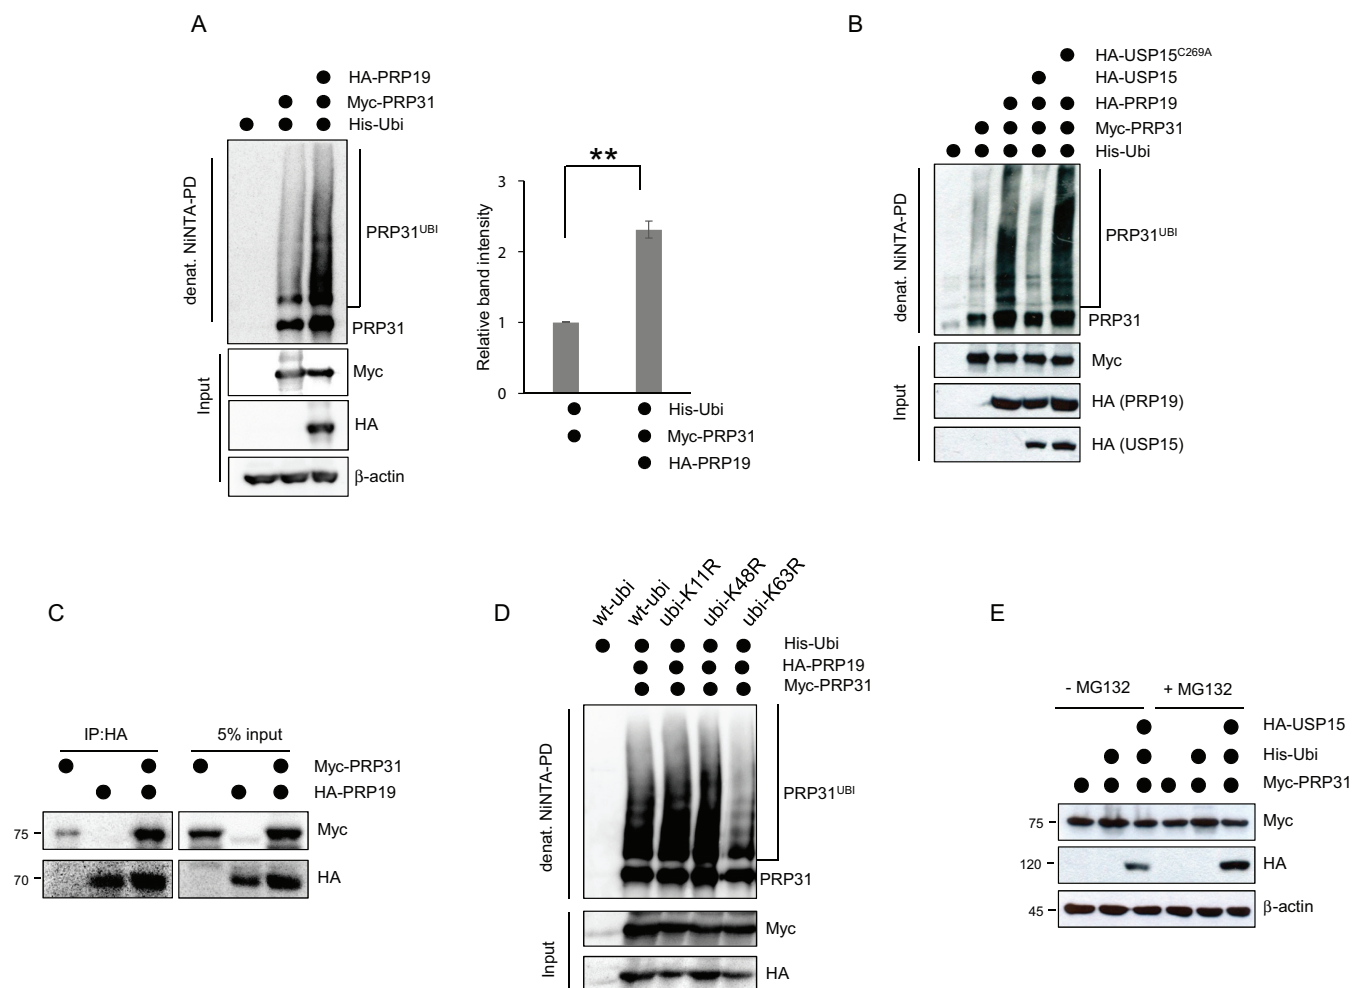 A
HA-PRP19
Myc-PRP31
His-Ubi
denat. NiNTA-PD
PRP31UBI
PRP31
Input
Myc
HA
β-actin
**
Relative band intensity
3
2
1
0
His-Ubi
Myc-PRP31
HA-PRP19
B
HA-USP15C269A
HA-USP15
HA-PRP19
Myc-PRP31
His-Ubi
denat. NiNTA-PD
PRP31UBI
PRP31
Input
Myc
HA (PRP19)
HA (USP15)
C
IP:HA
5% input
Myc-PRP31
HA-PRP19
75
Myc
70
HA
D
wt-ubi
wt-ubi
ubi-K11R
ubi-K48R
ubi-K63R
His-Ubi
HA-PRP19
Myc-PRP31
denat. NiNTA-PD
PRP31UBI
PRP31
Input
Myc
HA
E
- MG132
+ MG132
HA-USP15
His-Ubi
Myc-PRP31
75
Myc
120
HA
45
β-actin